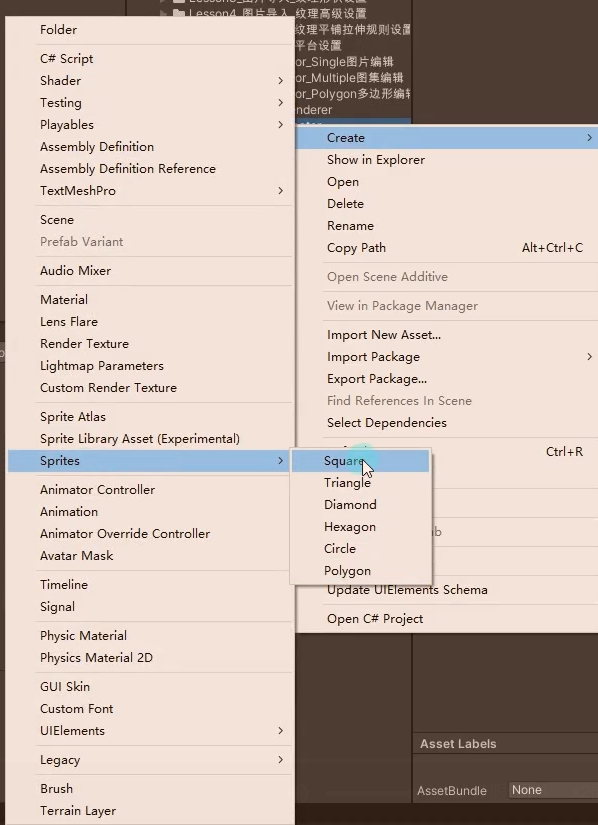 Lesson4_图片导入_纹理高级设置
纹理平铺拉伸规则设置
平台设置
or_Single图片编辑
or_Multiple图集编辑
or_Polygon多边形编辑
nderer
Folder
C# Script
Shader
Testing
Playables
Assembly Definition
Assembly Definition Reference
TextMeshPro
Scene
Prefab Variant
Audio Mixer
Material
Lens Flare
Render Texture
Lightmap Parameters
Custom Render Texture
Sprite Atlas
Sprite Library Asset (Experimental)
Sprites
Animator Controller
Animation
Animator Override Controller
Avatar Mask
Timeline
Signal
Physic Material
Physics Material 2D
GUI Skin
Custom Font
UIElements
Legacy
Brush
Terrain Layer
Create
Show in Explorer
Open
Delete
Rename
Copy Path Alt+Ctrl+C
Open Scene Additive
View in Package Manager
Import New Asset...
Import Package
Export Package...
Find References In Scene
Select Dependencies
Ctrl+R
Square
Triangle
Diamond
Hexagon
Circle
Polygon
Update UIElements Schema
Open C# Project
Asset Labels
AssetBundle None